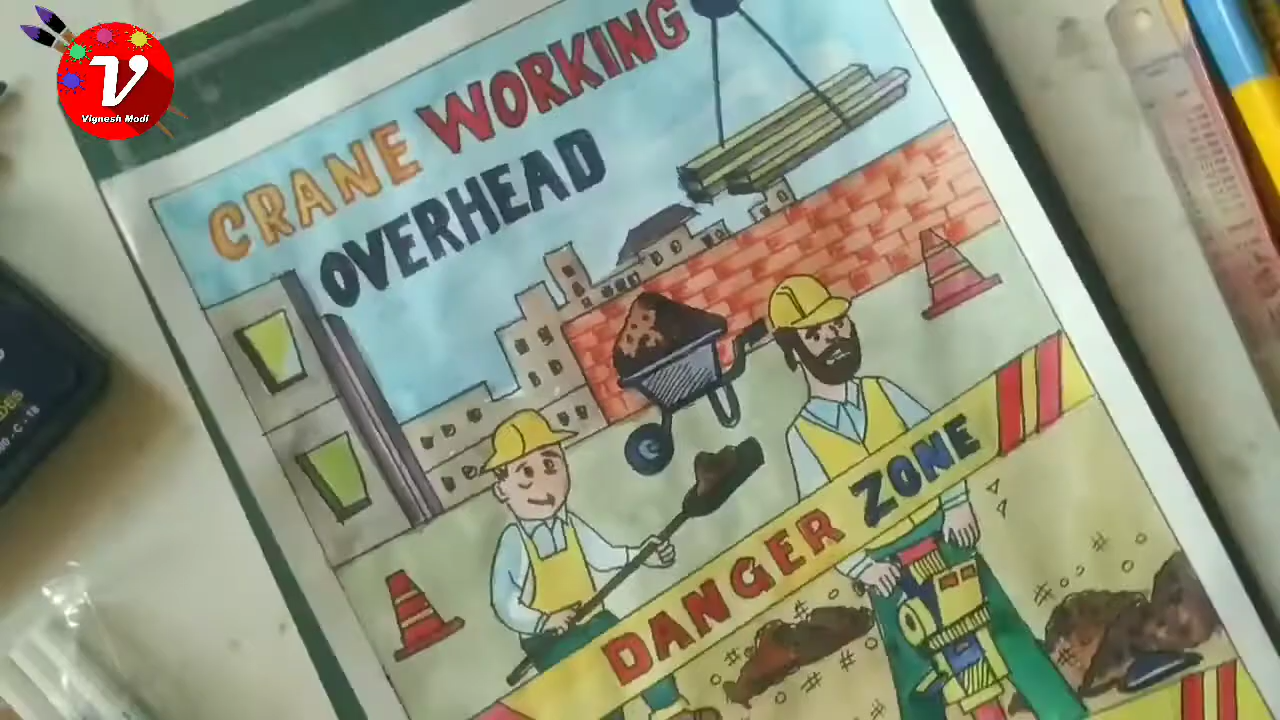 V
Vignesh Modi
CRANE WORKING
OVERHEAD
DANGER ZONE